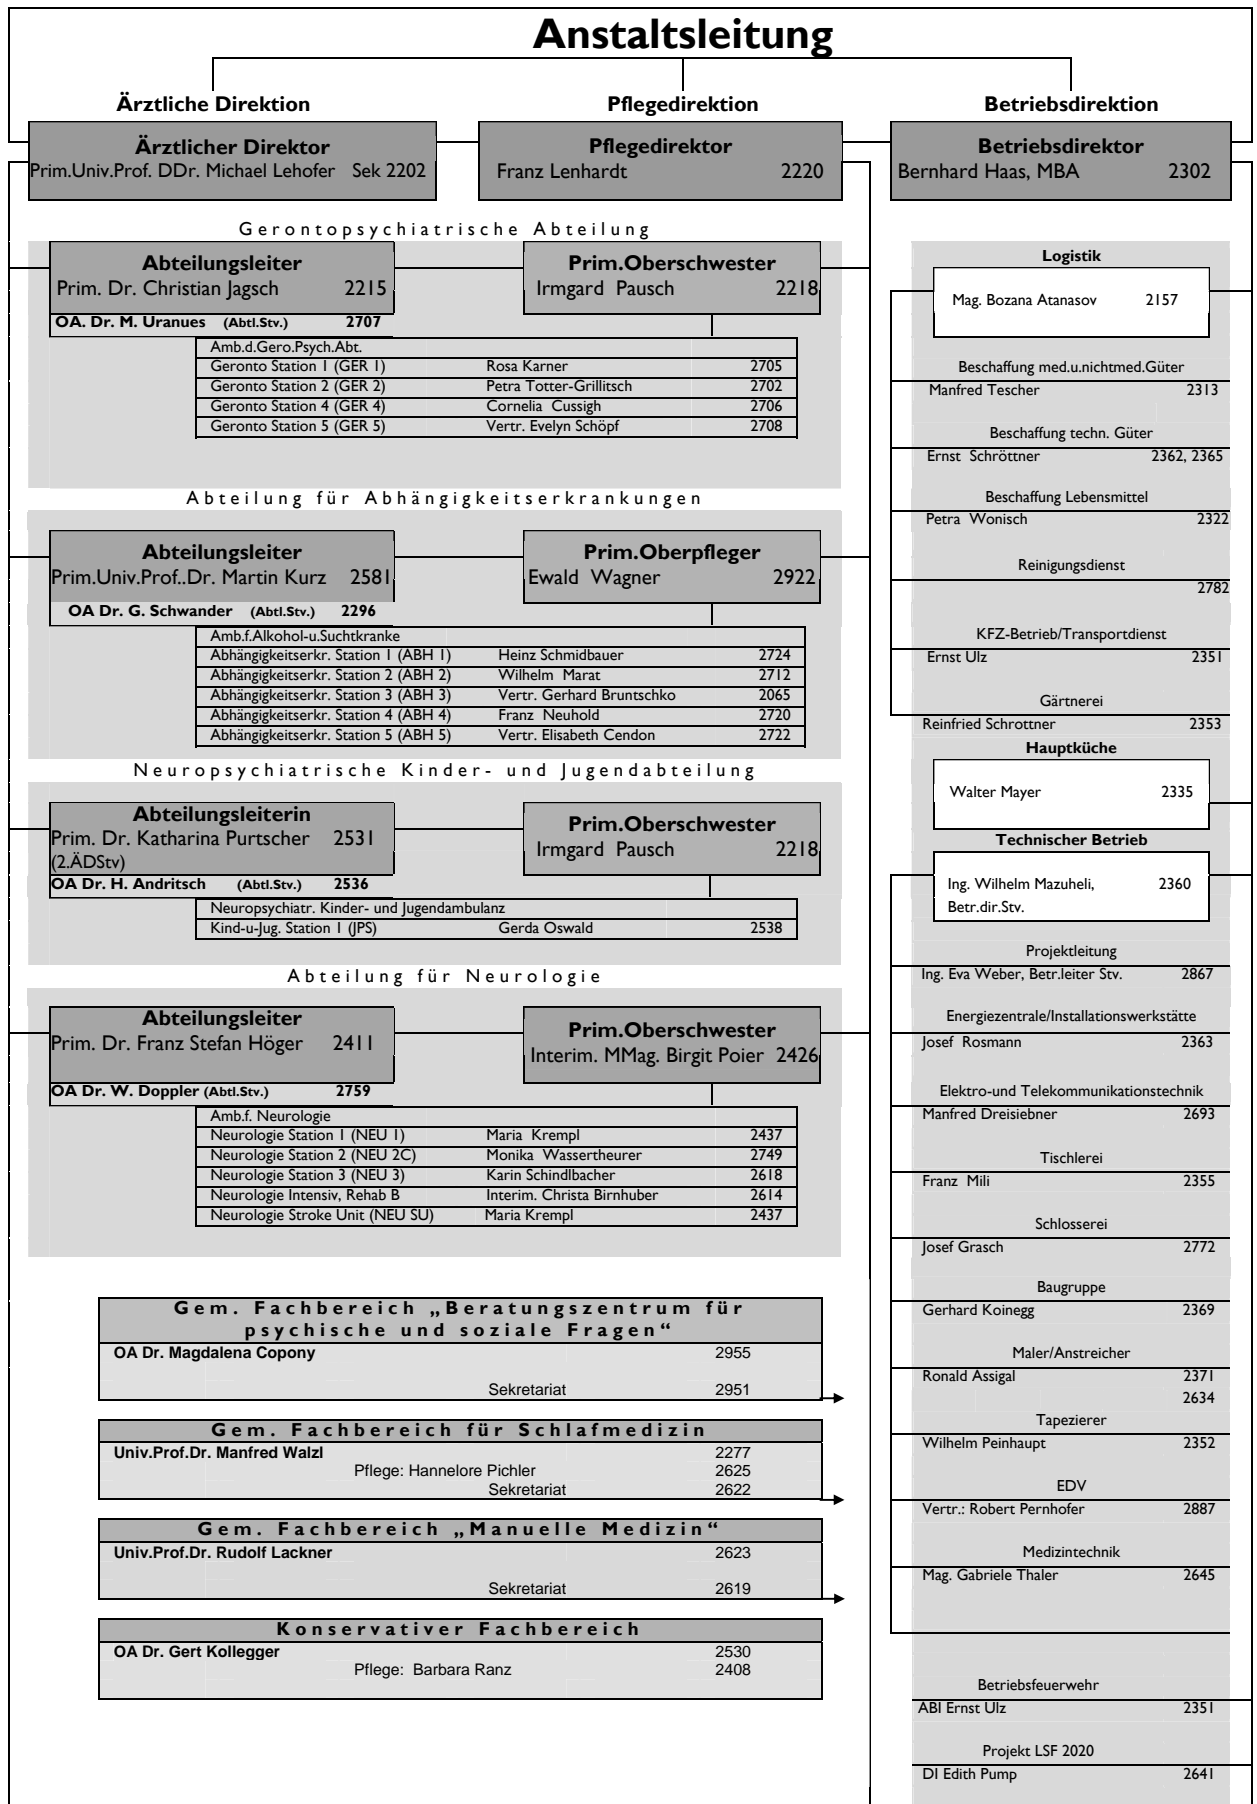 Anstaltsleitung
Ärztliche Direktion
Pflegedirektion
Betriebsdirektion
Ärztlicher Direktor
Prim.Univ.Prof. DDr. Michael Lehofer Sek 2202
Pflegedirektor
Franz Lenhardt 2220
Betriebsdirektor
Bernhard Haas, MBA 2302
Gerontopsychiatrische Abteilung
Abteilungsleiter
Prim. Dr. Christian Jagsch 2215
OA. Dr. M. Uranues (Abtl.Stv.) 2707
Prim.Oberschwester
Irmgard Pausch 2218
Amb.d.Gero.Psych.Abt.
Geronto Station 1 (GER 1) Rosa Karner 2705
Geronto Station 2 (GER 2) Petra Totter-Grillitsch 2702
Geronto Station 4 (GER 4) Cornelia Cussigh 2706
Geronto Station 5 (GER 5) Vertr. Evelyn Schöpf 2708
Abteilung für Abhängigkeitserkrankungen
Abteilungsleiter
Prim.Univ.Prof..Dr. Martin Kurz 2581
OA Dr. G. Schwander (Abtl.Stv.) 2296
Prim.Oberpfleger
Ewald Wagner 2922
Amb.f.Alkohol-u.Suchtkranke
Abhängigkeitserkr. Station 1 (ABH 1) Heinz Schmidbauer 2724
Abhängigkeitserkr. Station 2 (ABH 2) Wilhelm Marat 2712
Abhängigkeitserkr. Station 3 (ABH 3) Vertr. Gerhard Bruntschko 2065
Abhängigkeitserkr. Station 4 (ABH 4) Franz Neuhold 2720
Abhängigkeitserkr. Station 5 (ABH 5) Vertr. Elisabeth Cendon 2722
Neuropsychiatrische Kinder- und Jugendabteilung
Abteilungsleiterin
Prim. Dr. Katharina Purtscher 2531
(2.ÄDStv)
OA Dr. H. Andritsch (Abtl.Stv.) 2536
Prim.Oberschwester
Irmgard Pausch 2218
Neuropsychiatr. Kinder- und Jugendambulanz
Kind-u-Jug. Station 1 (JPS) Gerda Oswald 2538
Abteilung für Neurologie
Abteilungsleiter
Prim. Dr. Franz Stefan Höger 2411
OA Dr. W. Doppler (Abtl.Stv.) 2759
Prim.Oberschwester
Interim. MMag. Birgit Poier 2426
Amb.f. Neurologie
Neurologie Station 1 (NEU 1) Maria Krempl 2437
Neurologie Station 2 (NEU 2C) Monika Wassertheurer 2749
Neurologie Station 3 (NEU 3) Karin Schindlbacher 2618
Neurologie Intensiv, Rehab B Interim. Christa Birnhuber 2614
Neurologie Stroke Unit (NEU SU) Maria Krempl 2437
Gem. Fachbereich „Beratungszentrum für
psychische und soziale Fragen“
OA Dr. Magdalena Copony 2955
Sekretariat 2951
Gem. Fachbereich für Schlafmedizin
Univ.Prof.Dr. Manfred Walzl 2277
Pflege: Hannelore Pichler 2625
Sekretariat 2622
Gem. Fachbereich „Manuelle Medizin“
Univ.Prof.Dr. Rudolf Lackner 2623
Sekretariat 2619
Konservativer Fachbereich
OA Dr. Gert Kollegger 2530
Pflege: Barbara Ranz 2408
Logistik
Mag. Bozana Atanasov 2157
Beschaffung med.u.nichtmed.Güter
Manfred Tescher 2313
Beschaffung techn. Güter
Ernst Schröttner 2362, 2365
Beschaffung Lebensmittel
Petra Wonisch 2322
Reinigungsdienst
2782
KFZ-Betrieb/Transportdienst
Ernst Ulz 2351
Gärtnerei
Reinfried Schrottner 2353
Hauptküche
Walter Mayer 2335
Technischer Betrieb
Ing. Wilhelm Mazuheli, 2360
Betr.dir.Stv.
Projektleitung
Ing. Eva Weber, Betr.leiter Stv. 2867
Energiezentrale/Installationswerkstätte
Josef Rosmann 2363
Elektro-und Telekommunikationstechnik
Manfred Dreisiebner 2693
Tischlerei
Franz Mili 2355
Schlosserei
Josef Grasch 2772
Baugruppe
Gerhard Koinegg 2369
Maler/Anstreicher
Ronald Assigal 2371
2634
Tapezierer
Wilhelm Peinhaupt 2352
EDV
Vertr.: Robert Pernhofer 2887
Medizintechnik
Mag. Gabriele Thaler 2645
Betriebsfeuerwehr
ABI Ernst Ulz 2351
Projekt LSF 2020
DI Edith Pump 2641